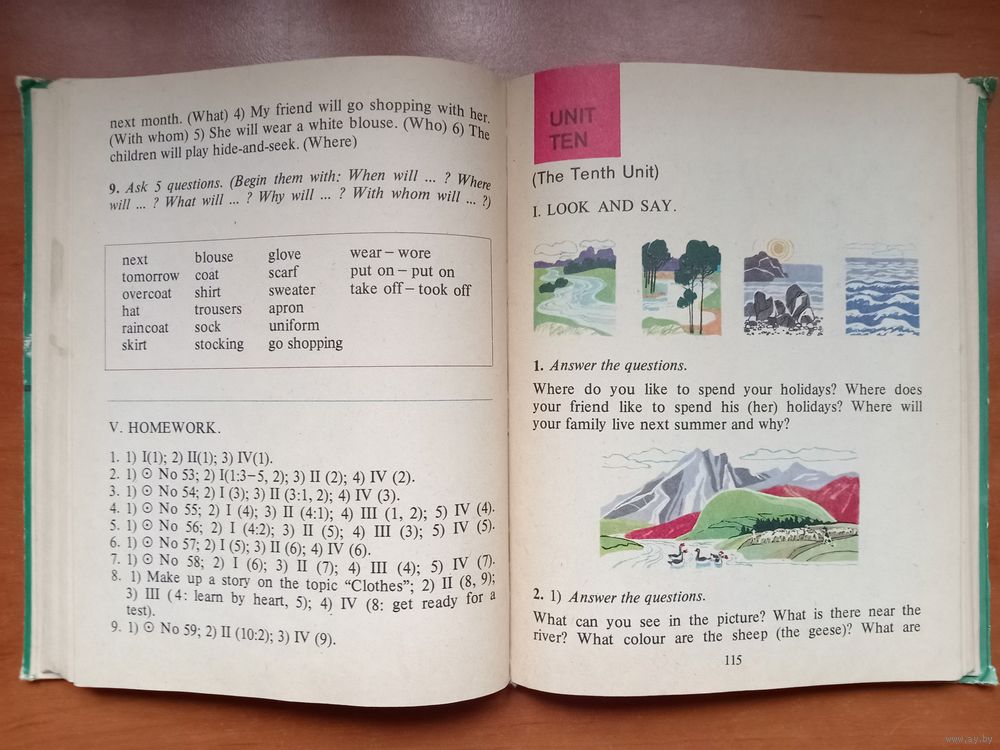 next month. (What) 4) My friend will go shopping with her.
(With whom) 5) She will wear a white blouse. (Who) 6) The
children will play hide-and-seek. (Where)
9. Ask 5 questions. (Begin them with: When will ... ? Where
will ... ? What will ... ? Why will ... ? With whom will ... ?)
next blouse glove wear – wore
tomorrow coat scarf put on – put on
overcoat shirt sweater take off – took off
hat trousers apron
raincoat sock uniform
skirt stocking go shopping
V. HOMEWORK.
1. 1) I(1); 2) II(1); 3) IV(1).
2. 1) ⊙ No 53; 2) I(1:3–5, 2); 3) II (2); 4) IV (2).
3. 1) ⊙ No 54; 2) I (3); 3) II (3:1, 2); 4) IV (3).
4. 1) ⊙ No 55; 2) I (4); 3) II (4:1); 4) III (1, 2); 5) IV (4).
5. 1) ⊙ No 56; 2) I (4:2); 3) II (5); 4) III (3); 5) IV (5).
6. 1) ⊙ No 57; 2) I (5); 3) II (6); 4) IV (6).
7. 1) ⊙ No 58; 2) I (6); 3) II (7); 4) III (4); 5) IV (7).
8. 1) Make up a story on the topic “Clothes”; 2) II (8, 9);
3) III (4: learn by heart, 5); 4) IV (8: get ready for a
test).
9. 1) ⊙ No 59; 2) II (10:2); 3) IV (9).
UNIT
TEN
(The Tenth Unit)
I. LOOK AND SAY.
1. Answer the questions.
Where do you like to spend your holidays? Where does
your friend like to spend his (her) holidays? Where will
your family live next summer and why?
2. 1) Answer the questions.
What can you see in the picture? What is there near the
river? What colour are the sheep (the geese)? What are
115
www.ay.by